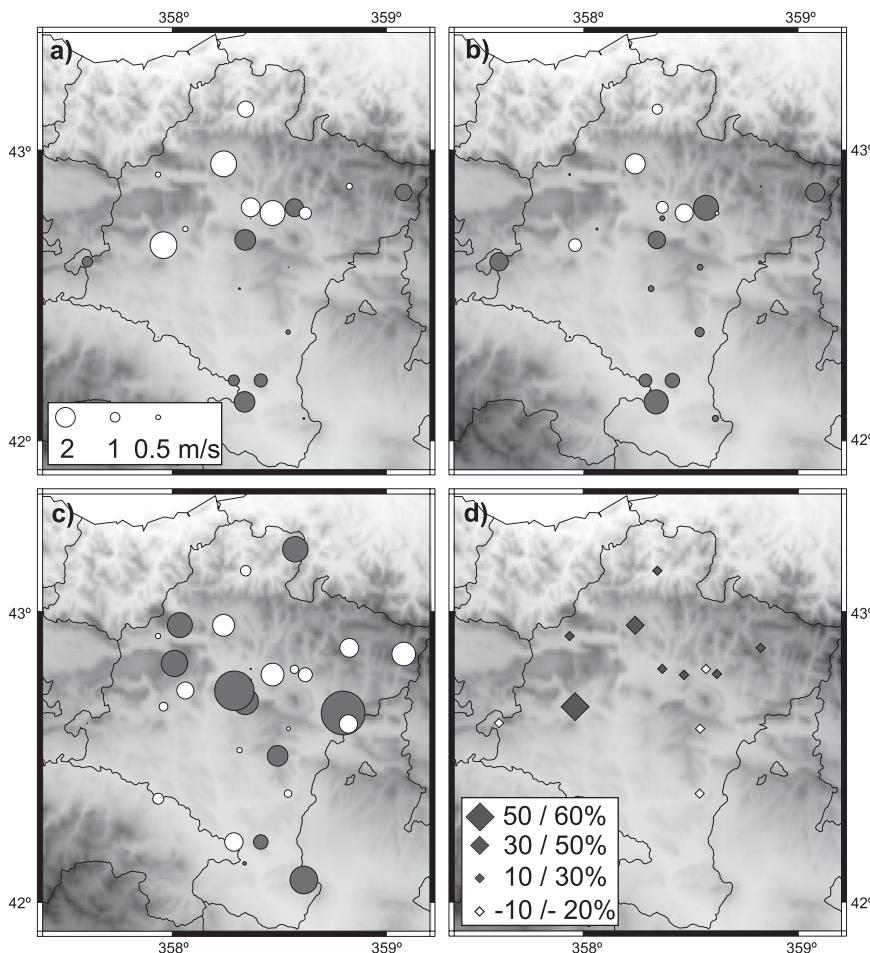 358º 359º 358º 359º
a) b)
43º
2 1 0.5 m/s
42º 42º
c) d)
43º 43º
50 / 60%
30 / 50%
10 / 30%
-10 /- 20%
42º 42º
358º 359º 358º 359º